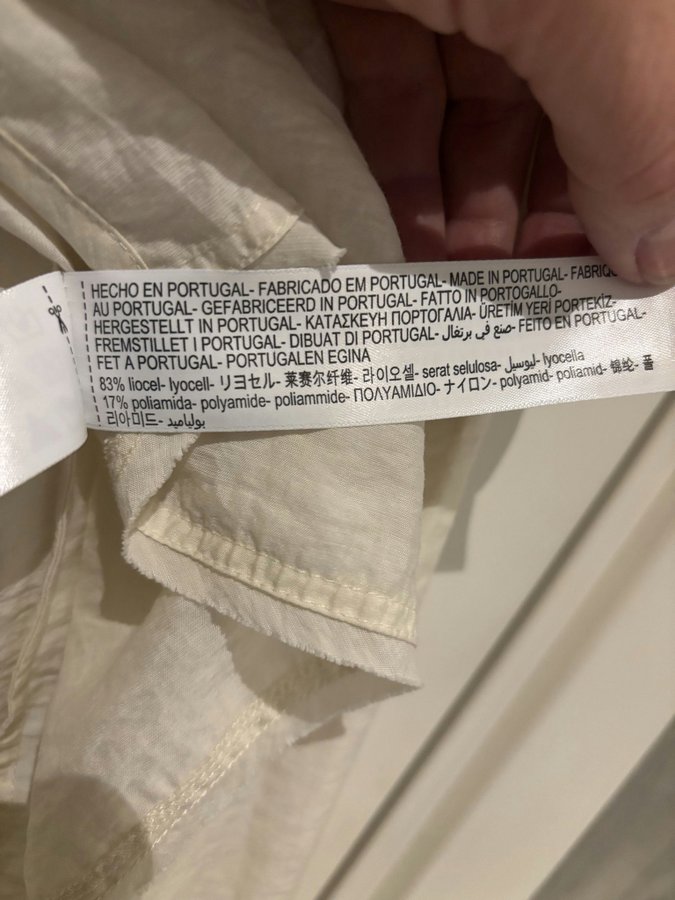 HECHO EN PORTUGAL- FABRICADO EM PORTUGAL- MADE IN PORTUGAL-
AU PORTUGAL- GEFABRICEERD IN PORTUGAL- FATTO IN PORTOGALLO-
HERGESTELLT IN PORTUGAL- ΚΑΤΑΣΚΕΥΗ ΠΟΡΤΟΓΑΛΙΑ- ÜRETİM YERİ PORTEKİZ-
FREMSTILLET I PORTUGAL- DIBUAT DI PORTUGAL- صنع في برتغال- FEITO EN PORTUGAL-
FET A PORTUGAL- PORTUGALEN EGINA
83% liocel- lyocell- リヨセル- 莱赛尔纤维- 라이오셀- serat selulosa- ليوسيل- lyocella
17% poliamida- polyamide- poliammide- ΠΟΛΥΑΜΙΔΙΟ- ナイロン- polyamid- poliamid- 锦纶- 폴
리아미드- بولياميد